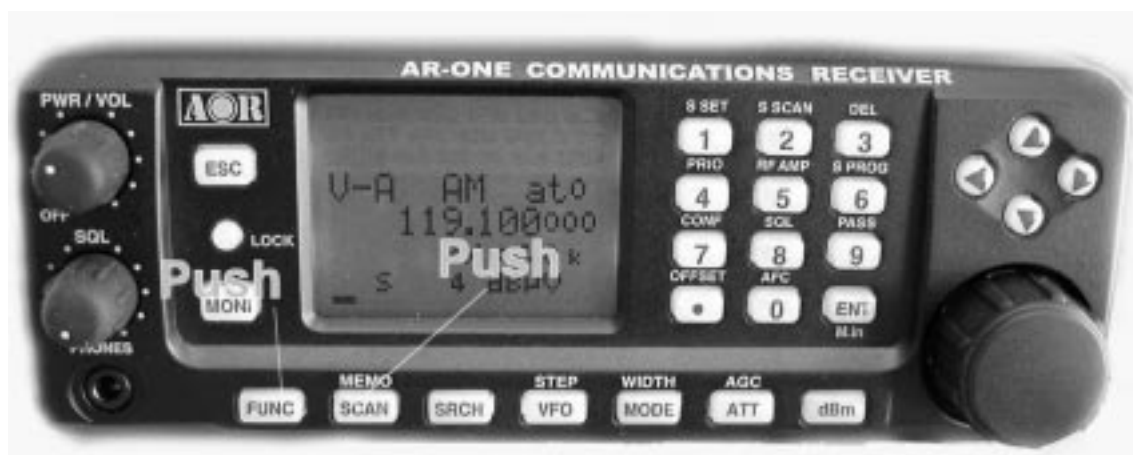 AR-ONE COMMUNICATIONS RECEIVER
PWR / VOL
AOR
ESC
OFF
SQL
LOCK
Push
MONI
PHONES
V-A AM ato
119.100000
Push k
S 4 dBμV
S SET S SCAN DEL
1 2 3
PRIO RF AMP S PROG
4 5 6
CONF SQL PASS
7 8 9
OFFSET AFC
• 0 ENT
M.in
MEMO STEP WIDTH AGC
FUNC SCAN SRCH VFO MODE ATT dBm